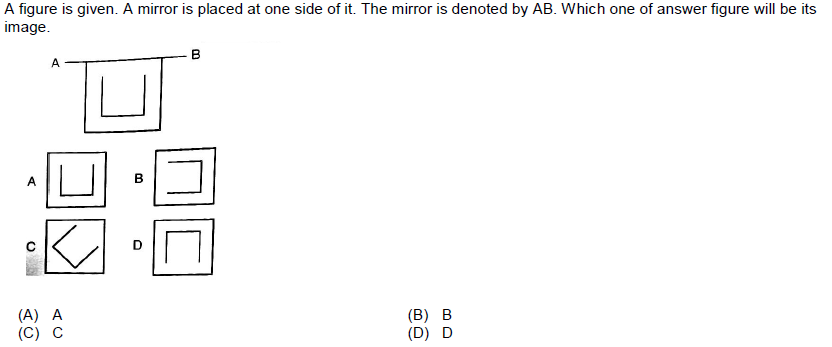 A figure is given. A mirror is placed at one side of it. The mirror is denoted by AB. Which one of answer figure will be its
image.
A B
A B
C D
(A) A (B) B
(C) C (D) D